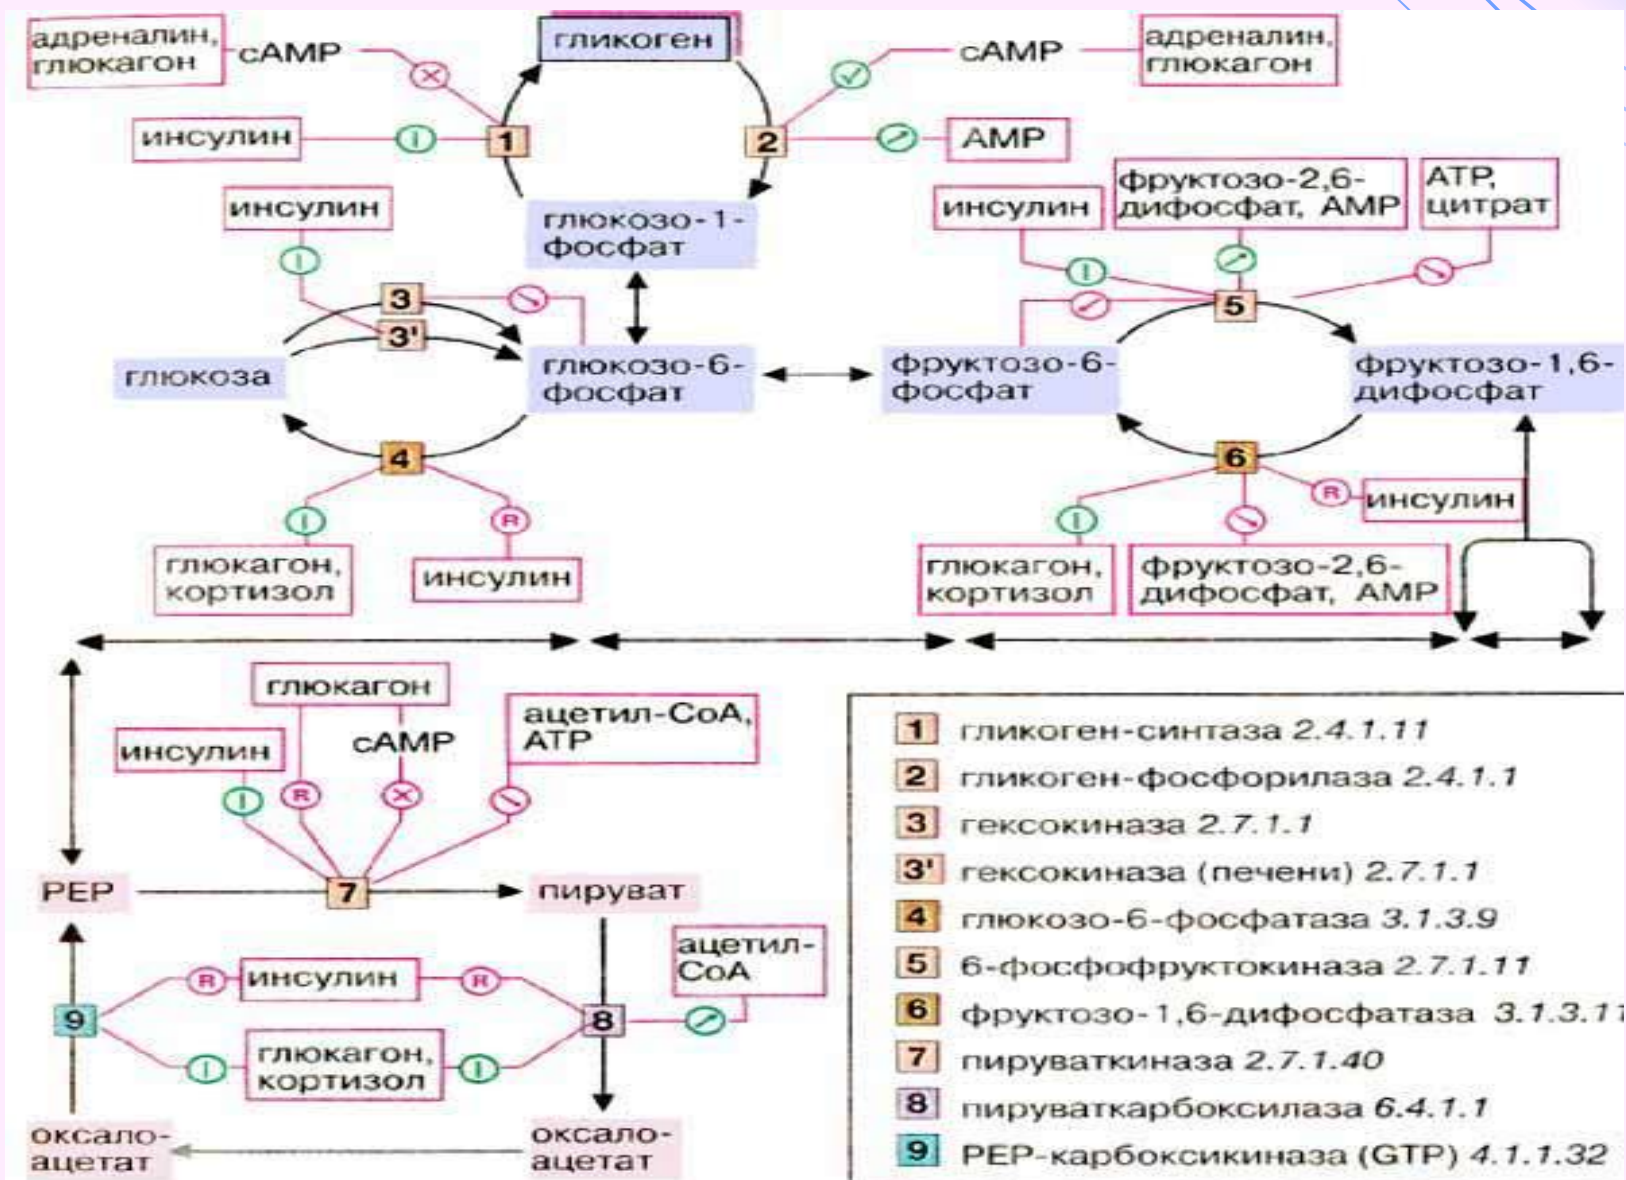 адреналин,
глюкагон
cAMP
гликоген
cAMP
адреналин,
глюкагон
инсулин
I
1
2
AMP
инсулин
I
глюкозо-1-
фосфат
инсулин
фруктозо-2,6-
дифосфат, AMP
ATP,
цитрат
I
3
3'
5
глюкоза
глюкозо-6-
фосфат
фруктозо-6-
фосфат
фруктозо-1,6-
дифосфат
4
6
I
R
I
R
инсулин
глюкагон,
кортизол
инсулин
глюкагон,
кортизол
фруктозо-2,6-
дифосфат, AMP
глюкагон
инсулин
cAMP
ацетил-CoA,
ATP
I
R
PEP
7
пируват
R
инсулин
R
ацетил-
CoA
9
8
I
глюкагон,
кортизол
I
оксало-
ацетат
оксало-
ацетат
1 гликоген-синтаза 2.4.1.11
2 гликоген-фосфорилаза 2.4.1.1
3 гексокиназа 2.7.1.1
3' гексокиназа (печени) 2.7.1.1
4 глюкозо-6-фосфатаза 3.1.3.9
5 6-фосфофруктокиназа 2.7.1.11
6 фруктозо-1,6-дифосфатаза 3.1.3.11
7 пируваткиназа 2.7.1.40
8 пируваткарбоксилаза 6.4.1.1
9 PEP-карбоксикиназа (GTP) 4.1.1.32